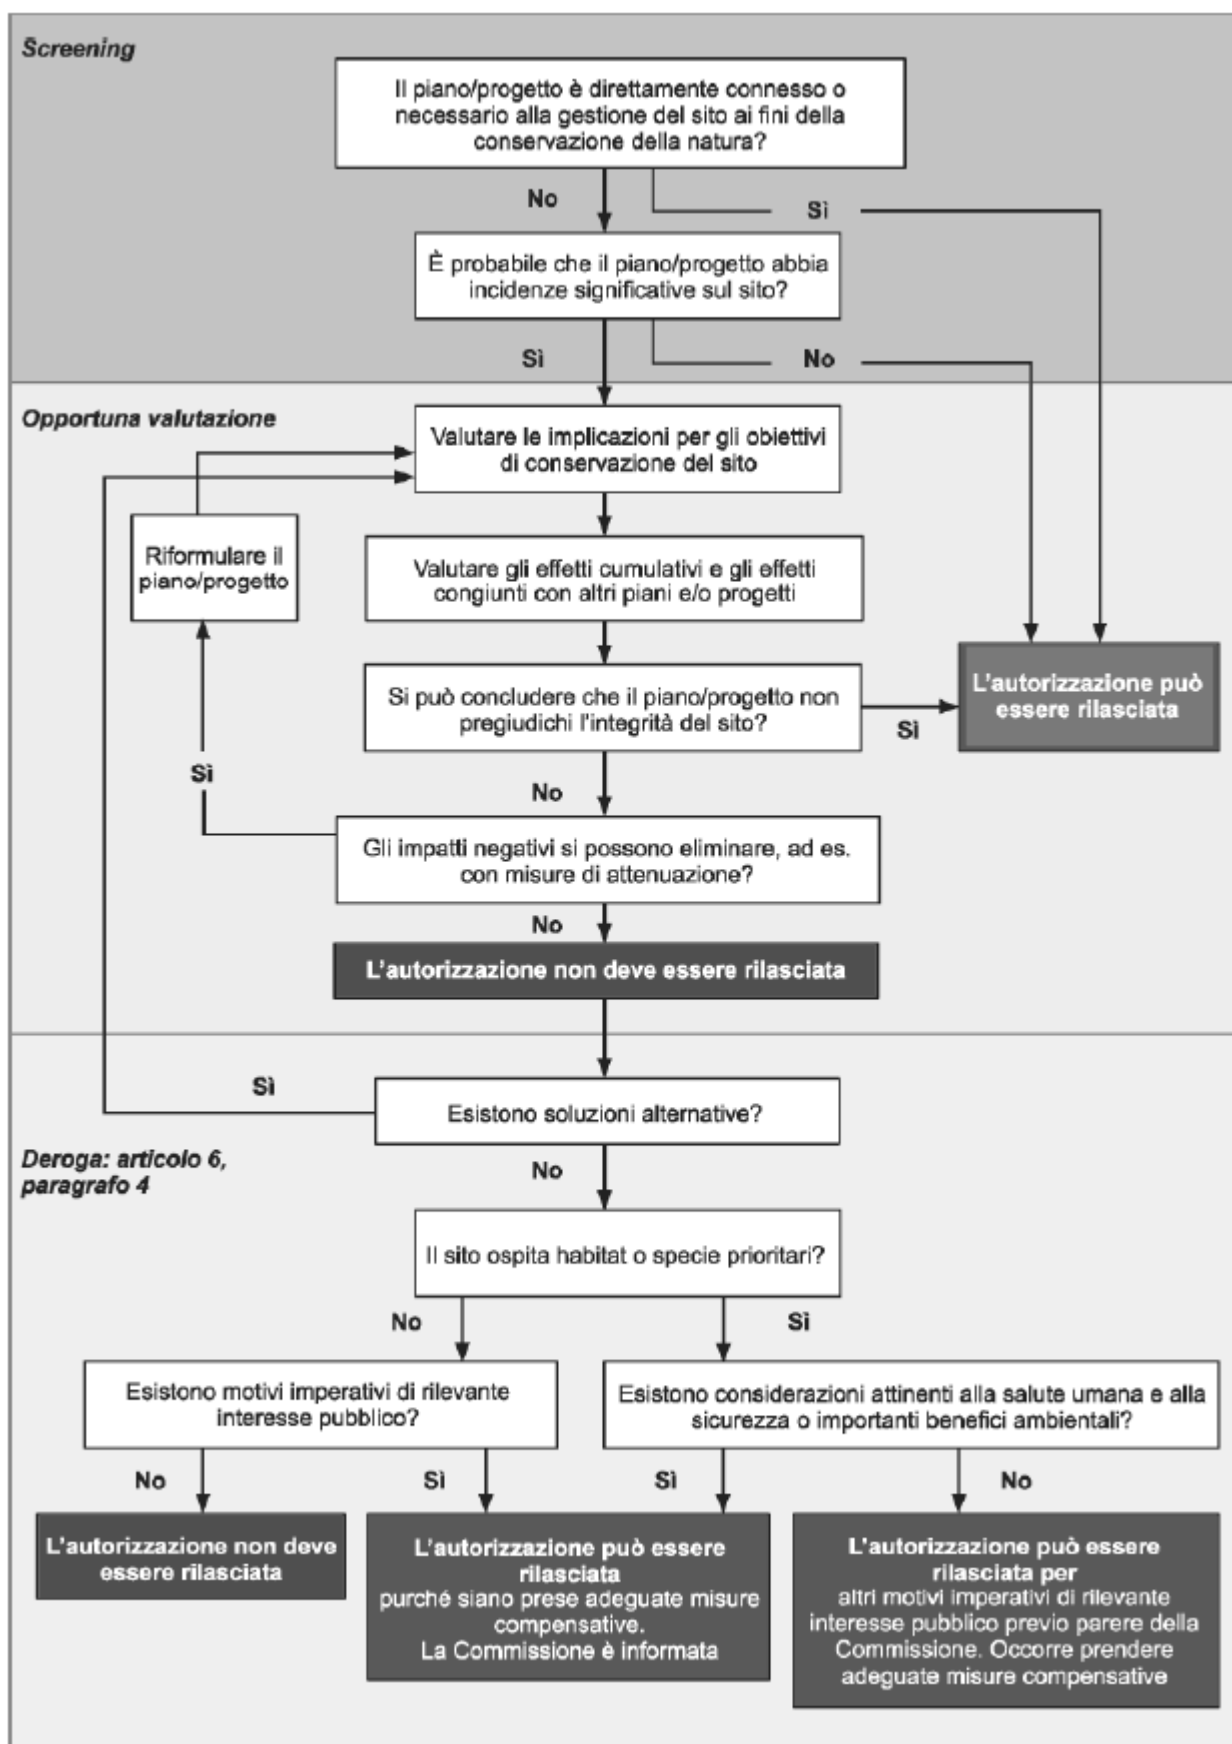 Screening
Il piano/progetto è direttamente connesso o
necessario alla gestione del sito ai fini della
conservazione della natura?
No
Sì
È probabile che il piano/progetto abbia
incidenze significative sul sito?
Sì
No
Opportuna valutazione
Valutare le implicazioni per gli obiettivi
di conservazione del sito
Riformulare il
piano/progetto
Valutare gli effetti cumulativi e gli effetti
congiunti con altri piani e/o progetti
Si può concludere che il piano/progetto non
pregiudichi l'integrità del sito?
Sì
L'autorizzazione può
essere rilasciata
Sì
No
Gli impatti negativi si possono eliminare, ad es.
con misure di attenuazione?
No
L'autorizzazione non deve essere rilasciata
Sì
Esistono soluzioni alternative?
Deroga: articolo 6,
paragrafo 4
No
Il sito ospita habitat o specie prioritari?
No
Sì
Esistono motivi imperativi di rilevante
interesse pubblico?
Esistono considerazioni attinenti alla salute umana e alla
sicurezza o importanti benefici ambientali?
No
Sì
Sì
No
L'autorizzazione non deve
essere rilasciata
L'autorizzazione può essere
rilasciata
purché siano prese adeguate misure
compensative.
La Commissione è informata
L'autorizzazione può essere
rilasciata per
altri motivi imperativi di rilevante
interesse pubblico previo parere della
Commissione. Occorre prendere
adeguate misure compensative